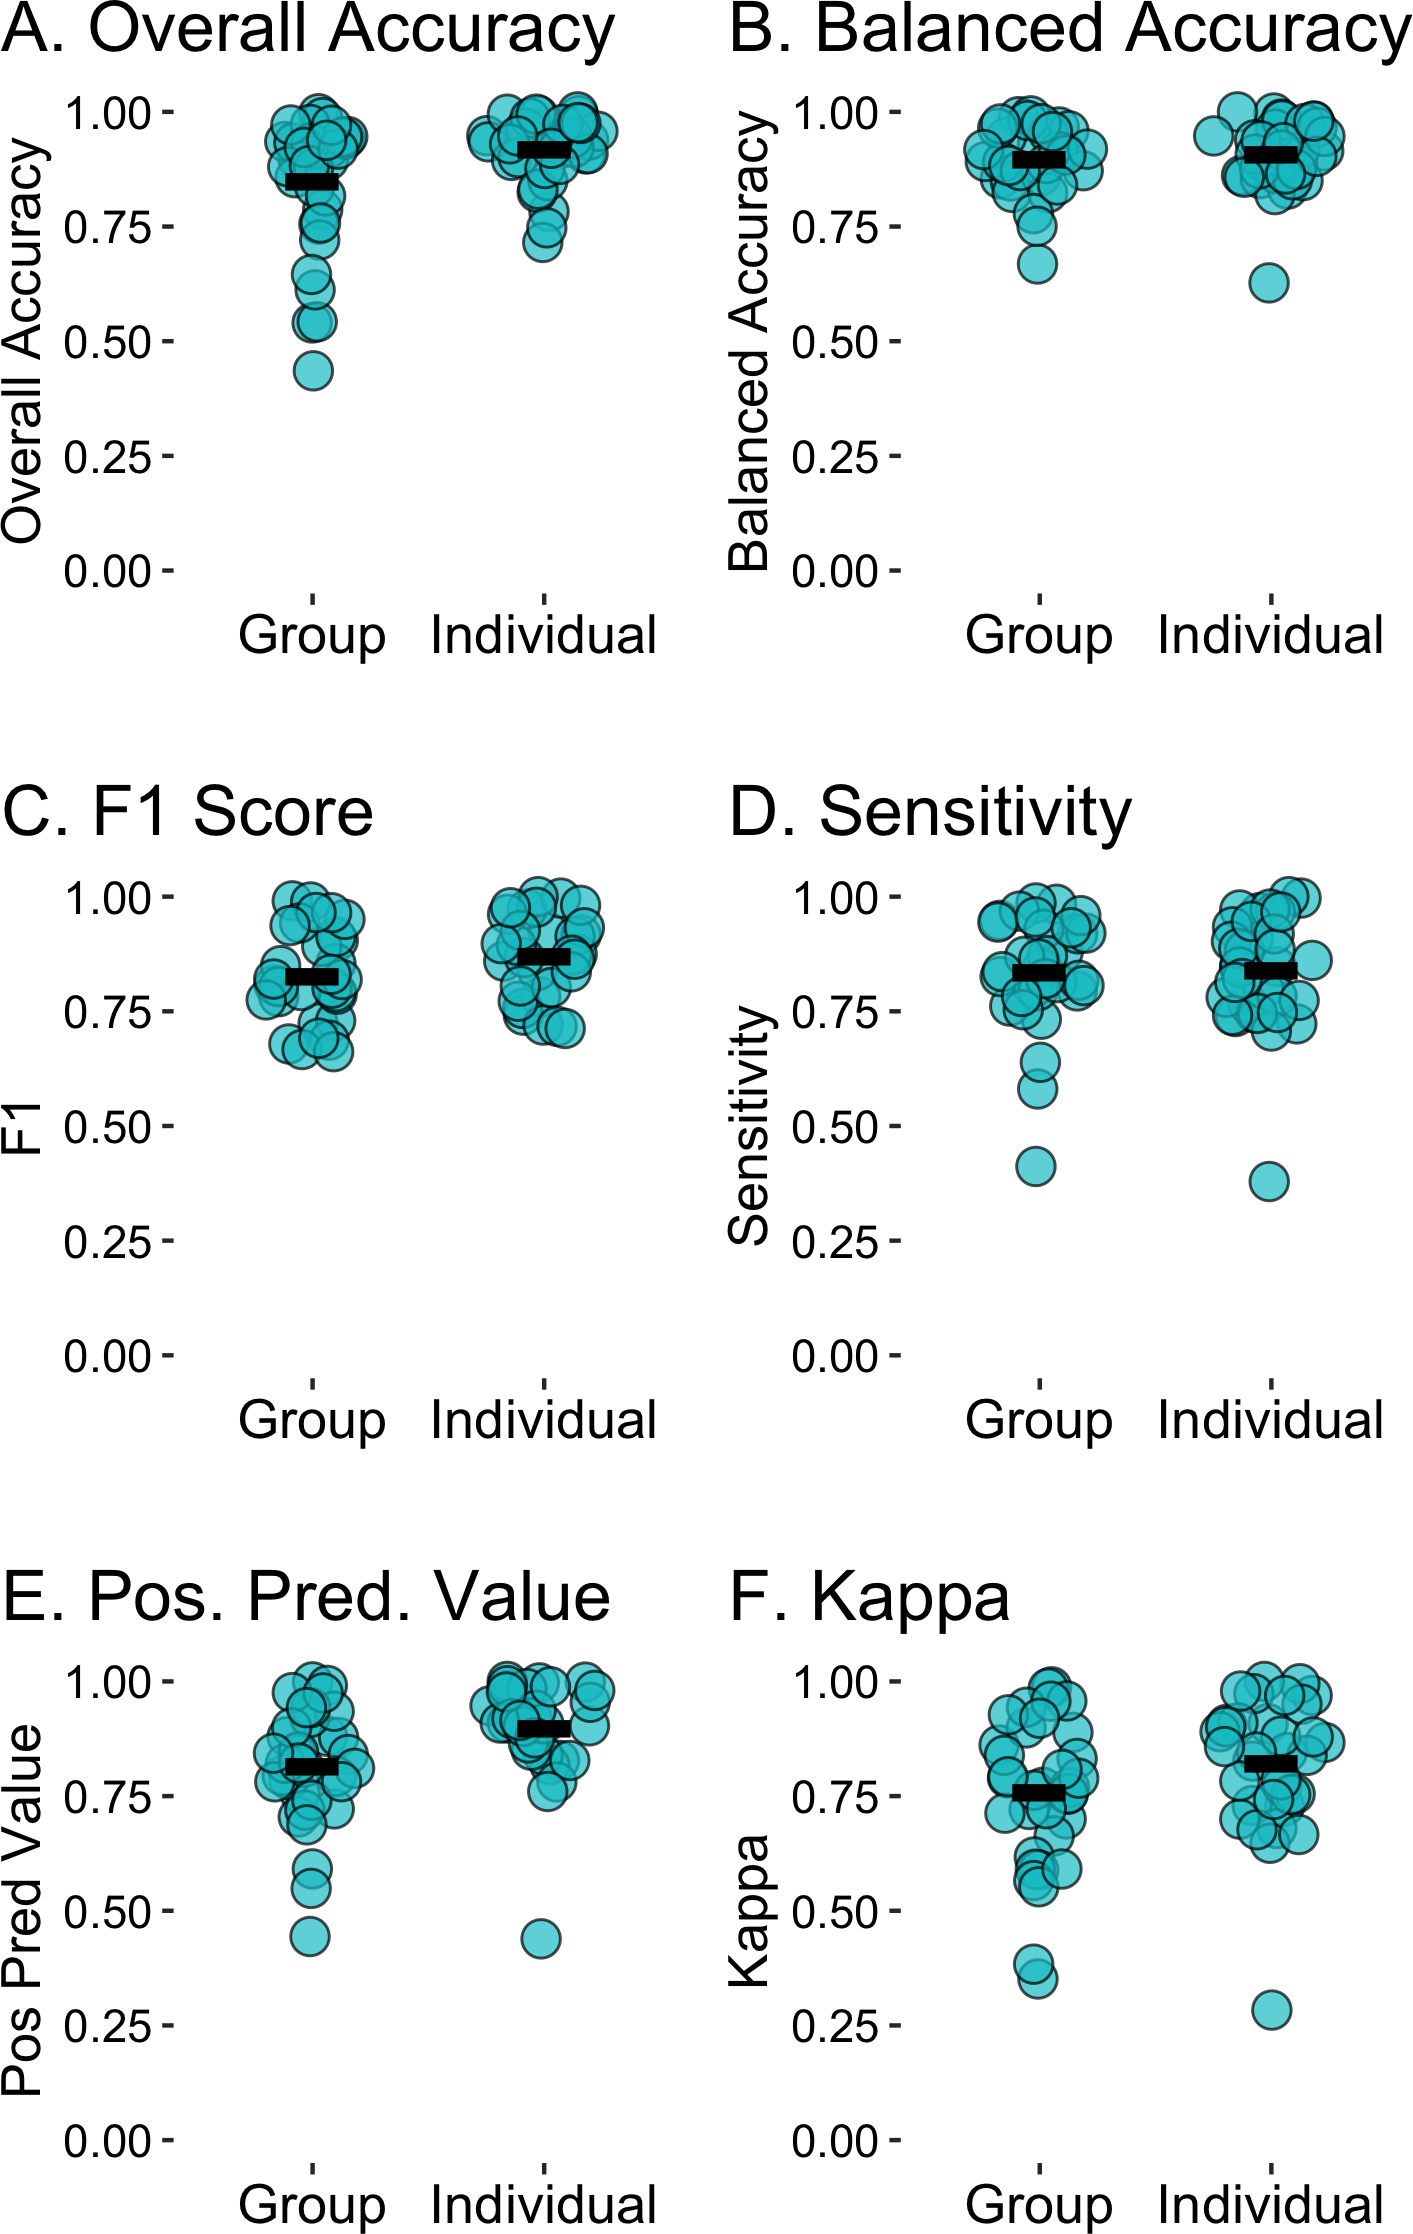 A. Overall Accuracy
Overall Accuracy
1.00
0.75
0.50
0.25
0.00
Group Individual
B. Balanced Accuracy
Balanced Accuracy
1.00
0.75
0.50
0.25
0.00
Group Individual
C. F1 Score
F1
1.00
0.75
0.50
0.25
0.00
Group Individual
D. Sensitivity
Sensitivity
1.00
0.75
0.50
0.25
0.00
Group Individual
E. Pos. Pred. Value
Pos Pred Value
1.00
0.75
0.50
0.25
0.00
Group Individual
F. Kappa
Kappa
1.00
0.75
0.50
0.25
0.00
Group Individual